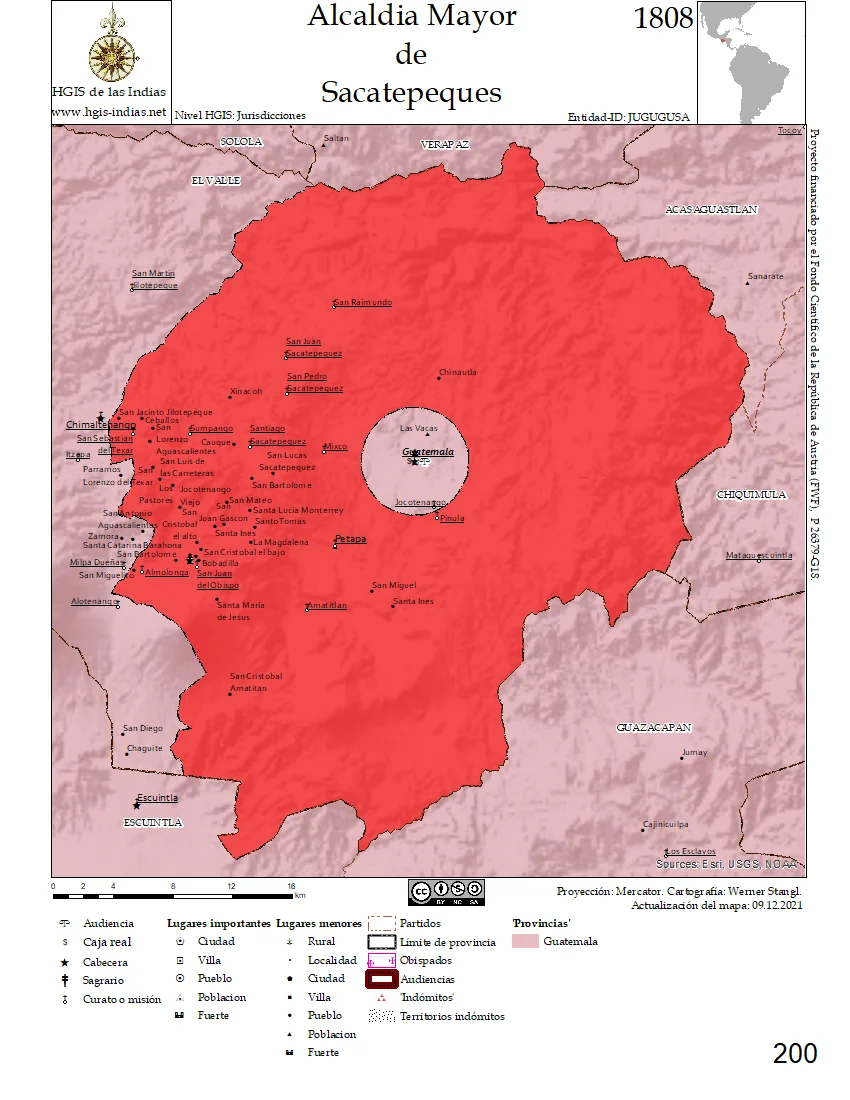 Alcaldia Mayor
de
Sacatepeques
1808
HGIS de las Indias
www.hgis-indias.net
Nivel HGIS: Jurisdicciones
Entidad-ID: JUGUGUSA
Proyecto financiado por el Fondo Científico de la República de Austria (FWF), P 26379-G18.
SOLOLA
Saltan
VERAPAZ
Tocoy
EL VALLE
ACASAGUASTLAN
San Martin
Jilotepeque
Sanarate
San Raimundo
San Juan
Sacatepequez
San Pedro
Sacatepequez
Chinautla
Xinacoh
San Jacinto Jilotepeque
Chimaltenango
Ceballos
San
Lorenzo
Sumpango
Santiago
Sacatepequez
Las Vacas
San Sebastian
del Texar
Cauque
Mixco
Guatemala
Itzapa
Aguascalientes
San Lucas
Sacatepequez
San Luis de
las Carreteras
Parramos
San
Lorenzo del Texar
Los
Pastores
Jocotenango
San Bartolome
CHIQUIMULA
Viejo
San Mateo
Jocotenango
San Antonio
Aguascalientes
San
Cristobal
el alto
San
Juan Gascon
Santa Lucia Monterrey
Santo Tomas
Pinula
Zamora
Santa Ines
Santa Catarina Barahona
La Magdalena
Petapa
San Bartolome
San Cristobal el bajo
Mataquescuintla
Milpa Dueñas
Bobadilla
San Miguelito
Almolonga
San Juan
del Obispo
San Miguel
Alotenango
Santa Maria
de Jesus
Amatitlan
Santa Ines
San Cristobal
Amatitan
San Diego
GUAZACAPAN
Chaguite
Jumay
Escuintla
ESCUINTLA
Cajinicuilpa
Los Esclavos
Sources: Esri, USGS, NOAA
0 2 4 8 12 16
km
CC
BY NC SA
Proyección: Mercator. Cartografía: Werner Stangl.
Actualización del mapa: 09.12.2021
Audiencia
Caja real
Cabecera
Sagrario
Curato o misión
Lugares importantes
Ciudad
Villa
Pueblo
Poblacion
Fuerte
Lugares menores
Rural
Localidad
Ciudad
Villa
Pueblo
Poblacion
Fuerte
Partidos
Límite de provincia
Obispados
Audiencias
'Indómitos'
Territorios indómitos
'Provincias'
Guatemala
200